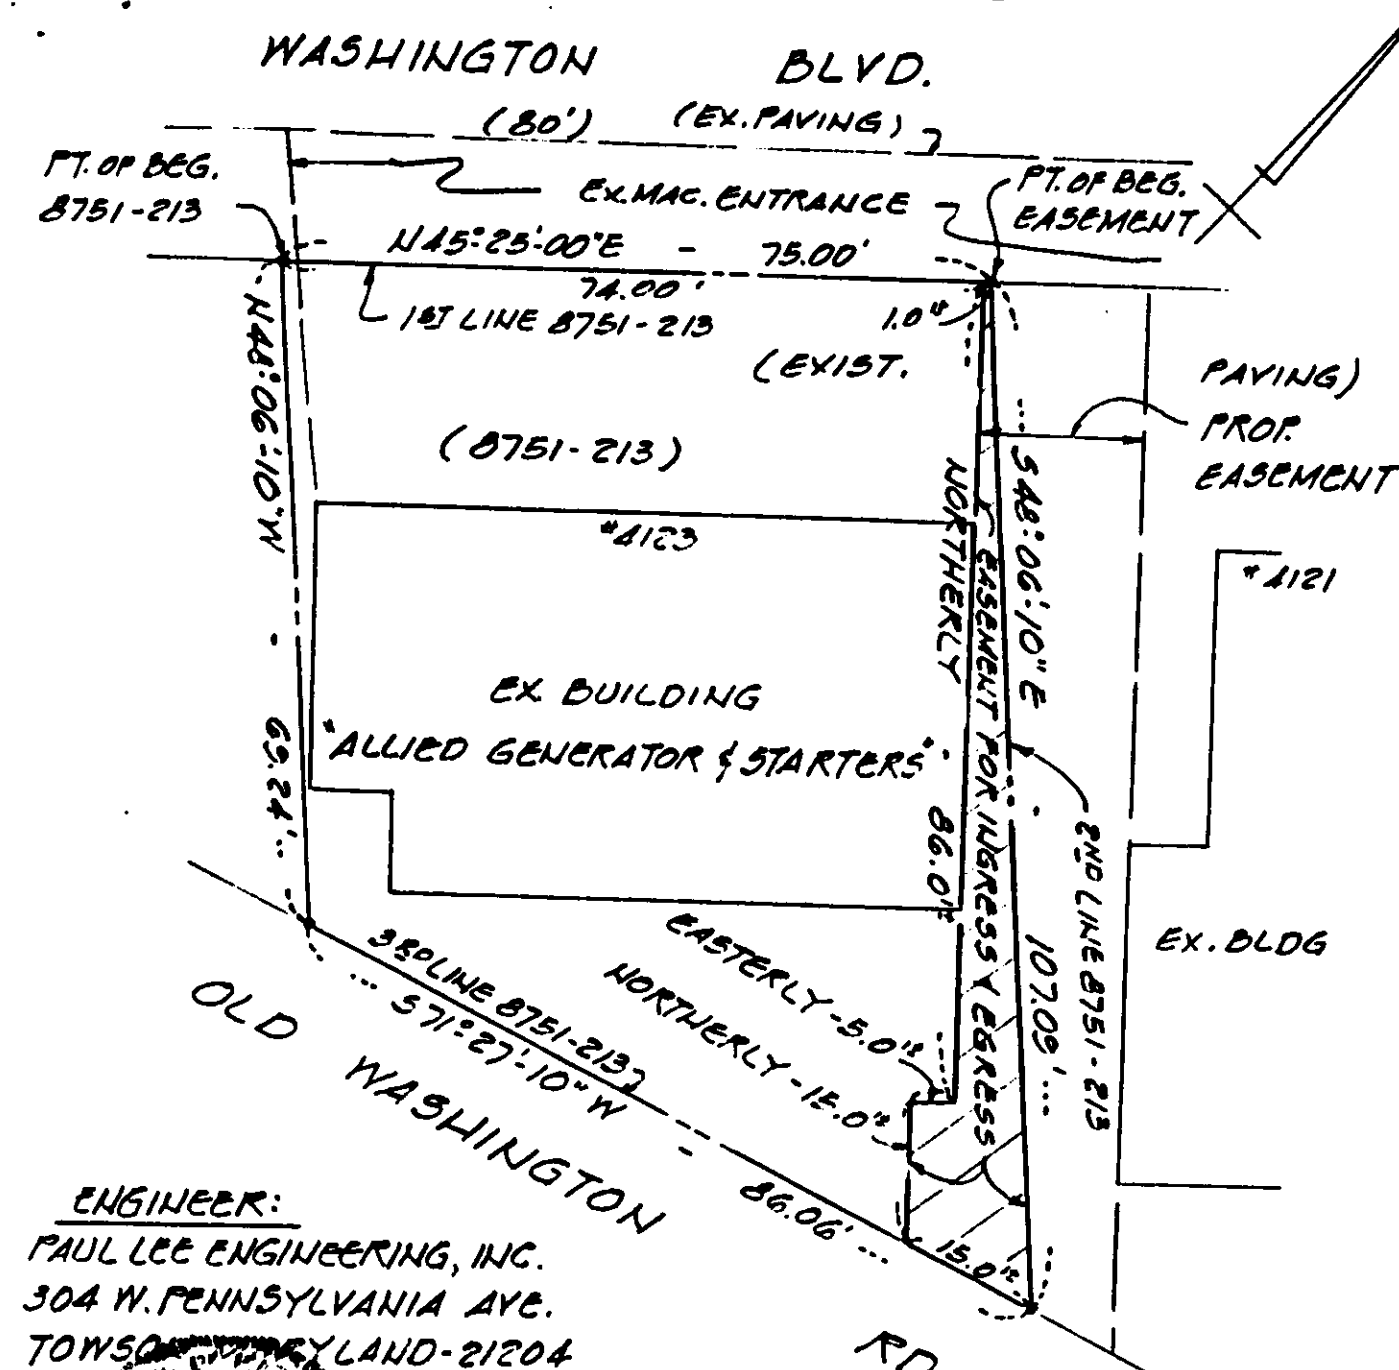 WASHINGTON BLVD.
(80') (EX. PAVING)
PT. OF BEG.
8751-213
EX. MAC. ENTRANCE
PT. OF BEG.
EASEMENT
N45°25'00"E - 75.00'
74.00'
1ST LINE 8751-213
1.0'±
(EXIST. PAVING)
PROP.
EASEMENT
(8751-213)
N48°06'10"W - 69.24'
#4123
NORTHERLY 86.0'±
EASEMENT FOR INGRESS & EGRESS
S48°06'10"E 107.09'
2ND LINE 8751-213
#4121
EX BUILDING
"ALLIED GENERATOR & STARTERS"
EX. BLDG
EASTERLY - 5.0'±
NORTHERLY - 15.0'±
3RD LINE 8751-213
S71°27'10"W - 86.06'
15.0'±
OLD WASHINGTON RD
ENGINEER:
PAUL LEE ENGINEERING, INC.
304 W. PENNSYLVANIA AVE.
LAND-21204